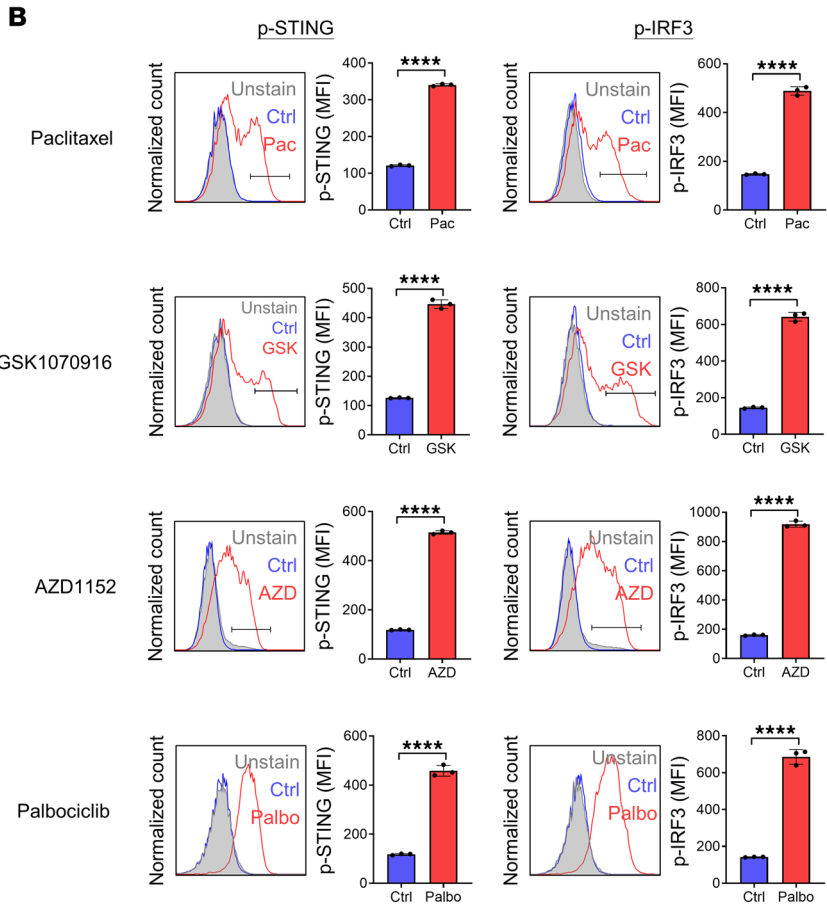 B
p-STING
p-IRF3
Paclitaxel
Normalized count
Unstain
Ctrl
Pac
p-STING (MFI)
400
300
200
100
0
****
Ctrl Pac
Normalized count
Unstain
Ctrl
Pac
p-IRF3 (MFI)
600
400
200
0
****
Ctrl Pac
GSK1070916
Normalized count
Unstain
Ctrl
GSK
p-STING (MFI)
500
400
300
200
100
0
****
Ctrl GSK
Normalized count
Unstain
Ctrl
GSK
p-IRF3 (MFI)
800
600
400
200
0
****
Ctrl GSK
AZD1152
Normalized count
Unstain
Ctrl
AZD
p-STING (MFI)
600
400
200
0
****
Ctrl AZD
Normalized count
Unstain
Ctrl
AZD
p-IRF3 (MFI)
1000
800
600
400
200
0
****
Ctrl AZD
Palbociclib
Normalized count
Unstain
Ctrl
Palbo
p-STING (MFI)
600
400
200
0
****
Ctrl Palbo
Normalized count
Unstain
Ctrl
Palbo
p-IRF3 (MFI)
800
600
400
200
0
****
Ctrl Palbo